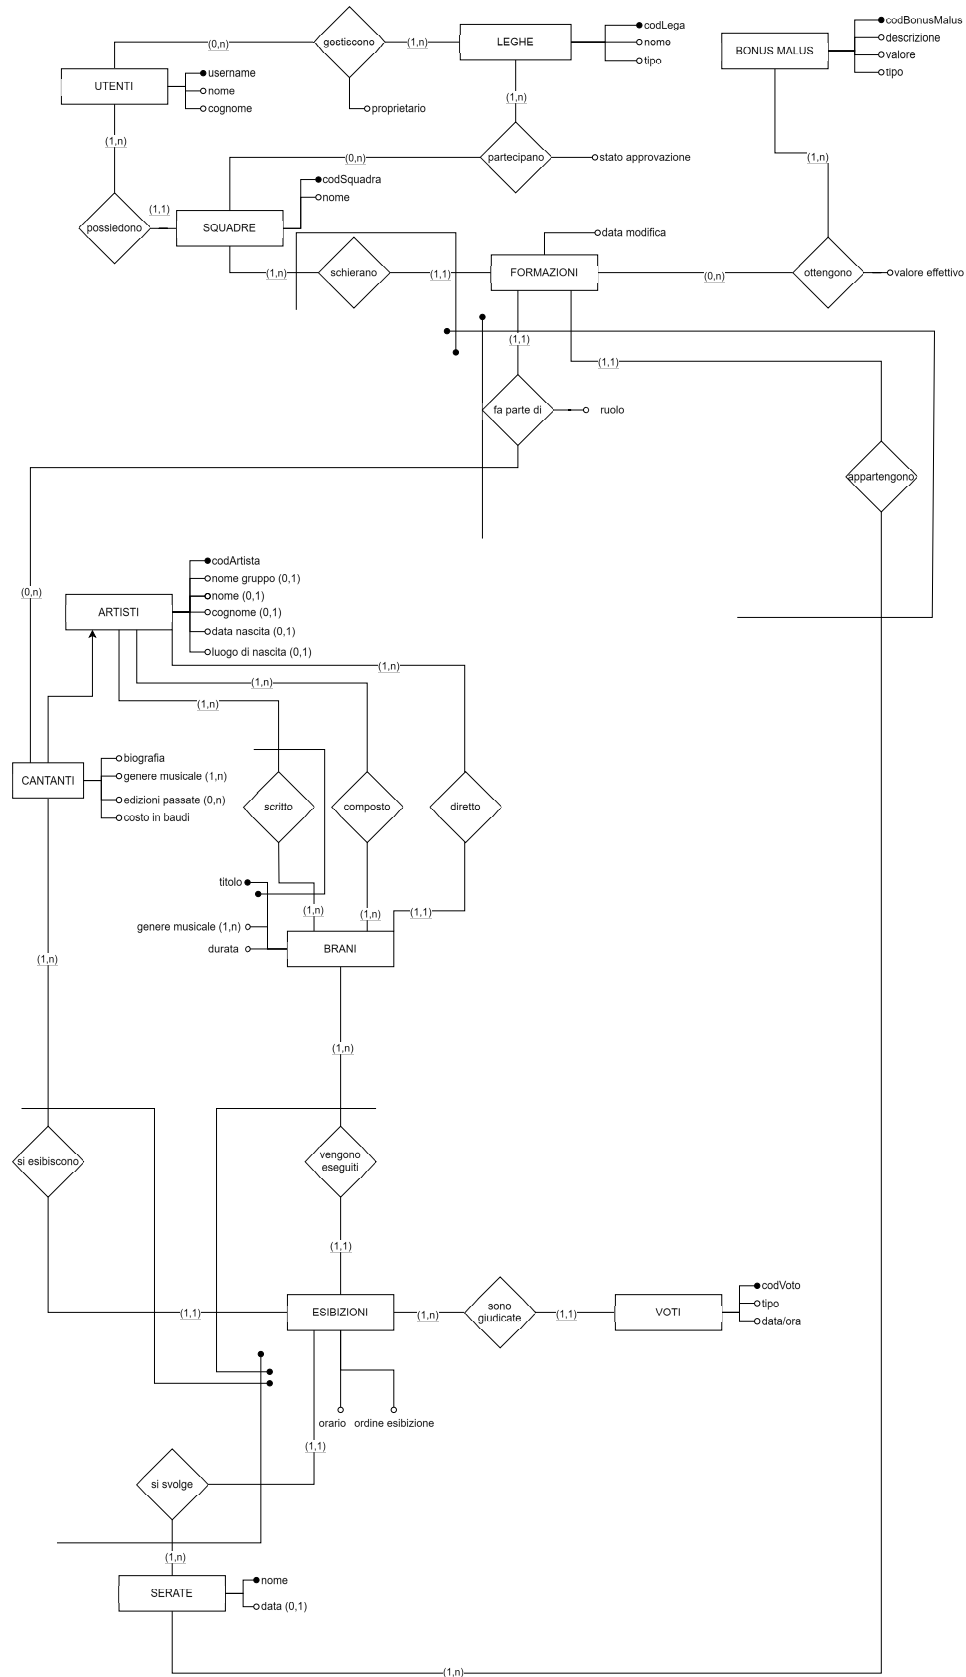 codBonusMalus
codLega
descrizione
(0,n)
gestiscono
(1,n)
LEGHE
nomo
BONUS MALUS
valore
tipo
tipo
username
UTENTI
nome
(1,n)
cognome
proprietario
(1,n)
(0,n)
partecipano
stato approvazione
(1,n)
codSquadra
nome
(1,1)
possiedono
SQUADRE
data modifica
(1,n)
schierano
(1,1)
FORMAZIONI
(0,n)
ottengono
valore effettivo
(1,1)
(1,1)
fa parte di
ruolo
appartengono
codArtista
nome gruppo (0,1)
(0,n)
nome (0,1)
ARTISTI
cognome (0,1)
data nascita (0,1)
luogo di nascita (0,1)
(1,n)
(1,n)
(1,n)
biografia
CANTANTI
genere musicale (1,n)
edizioni passate (0,n)
costo in baudi
scritto
composto
diretto
titolo
(1,n)
(1,n)
(1,1)
genere musicale (1,n)
durata
BRANI
(1,n)
(1,n)
si esibiscono
vengono
eseguiti
(1,1)
codVoto
(1,1)
ESIBIZIONI
(1,n)
sono
giudicate
(1,1)
VOTI
tipo
data/ora
orario
ordine esibizione
(1,1)
si svolge
(1,n)
nome
SERATE
data (0,1)
(1,n)